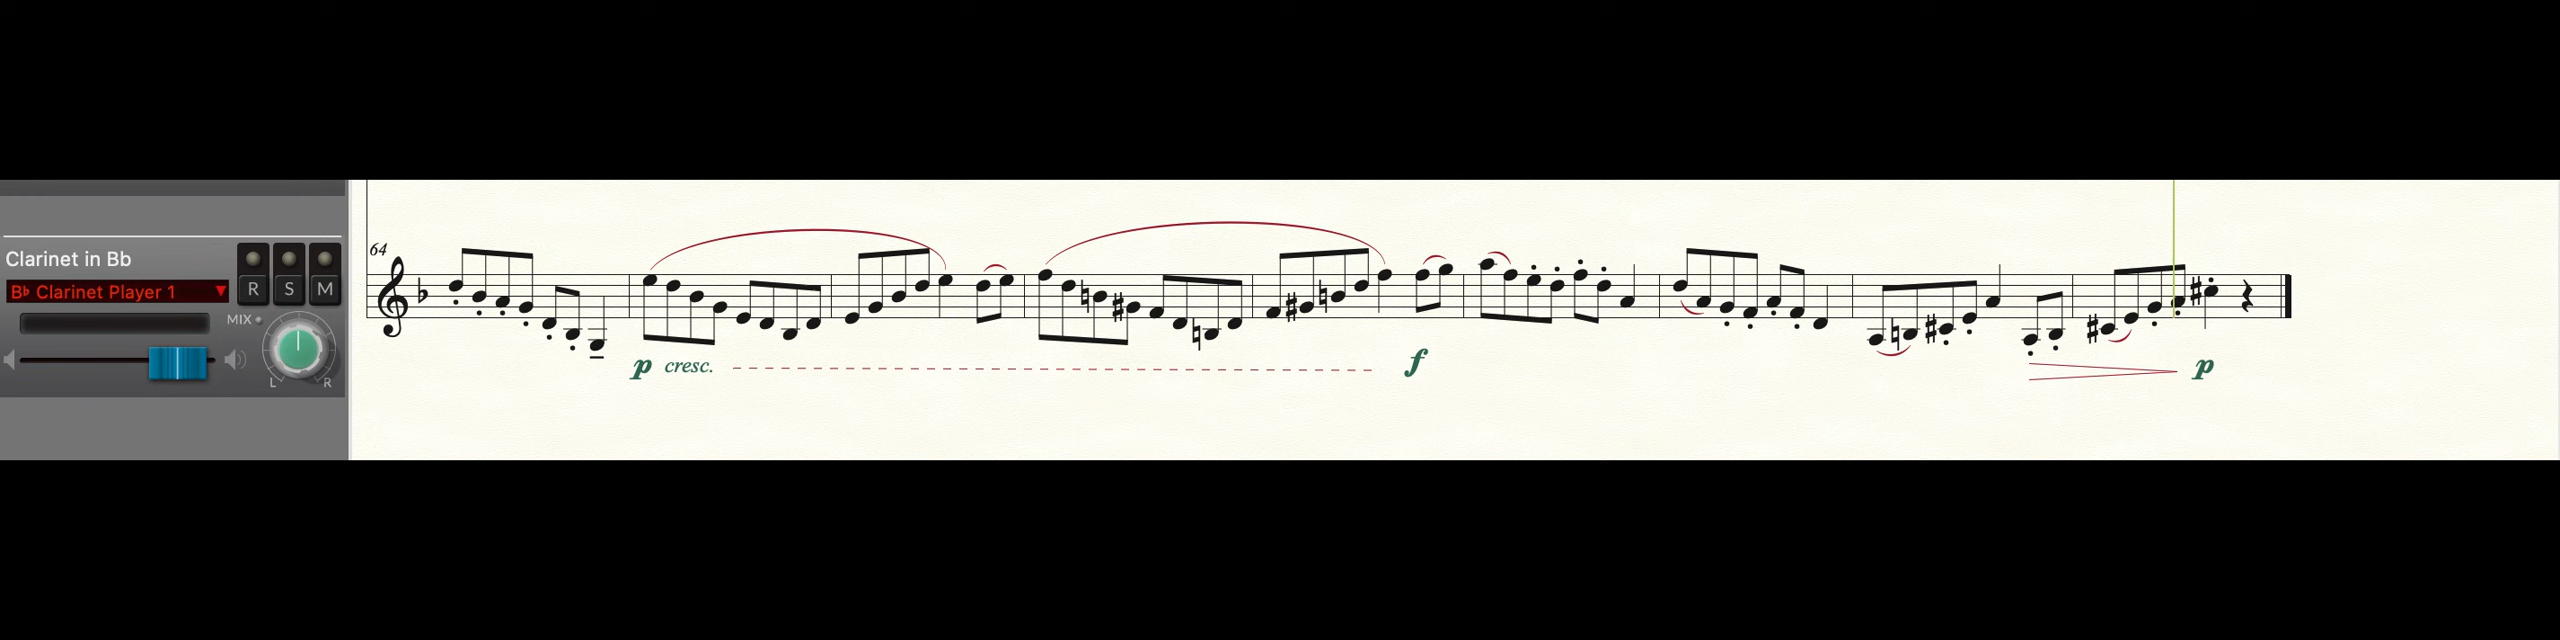 Clarinet in Bb
R S M
B♭ Clarinet Player 1
MIX
L R
64
p cresc. f p